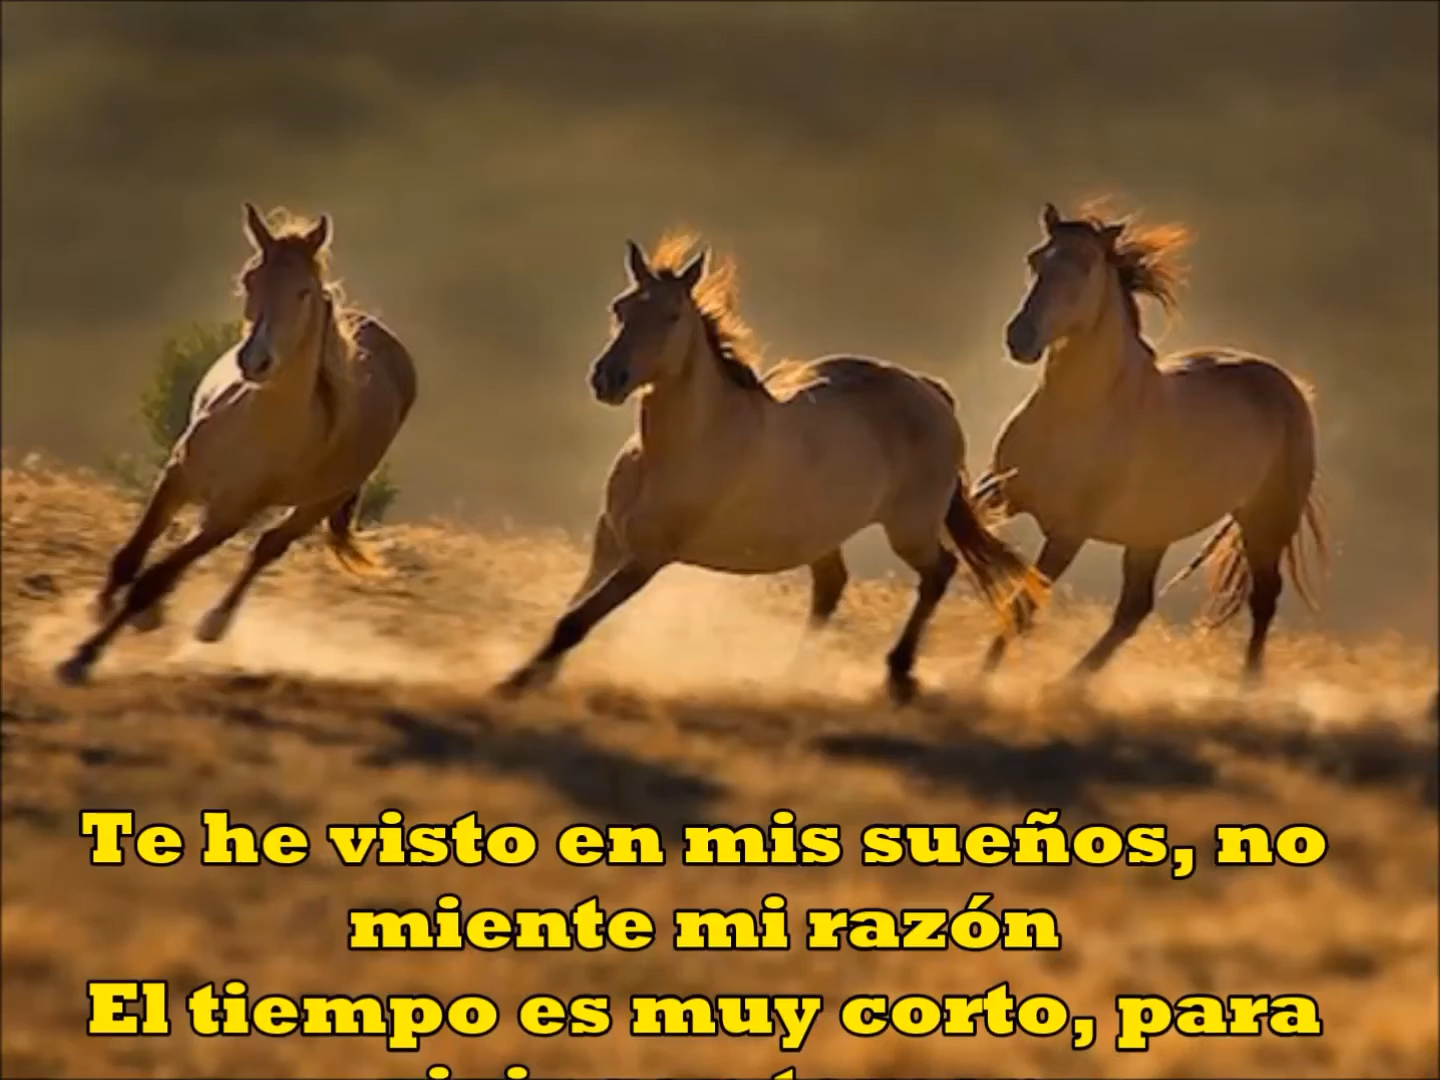 Te he visto en mis sueños, no
miente mi razón
El tiempo es muy corto, para